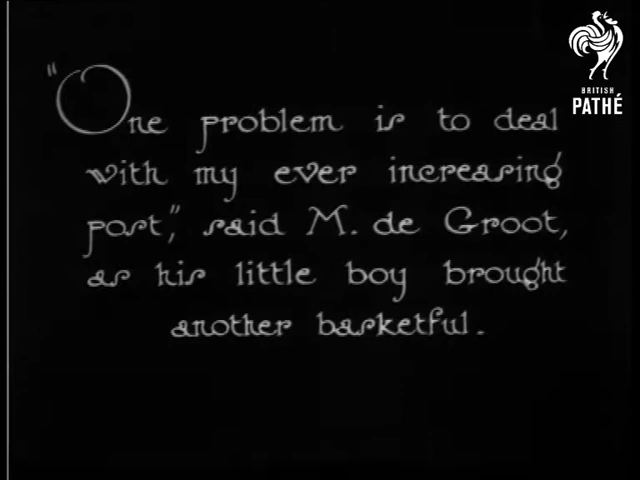 BRITISH
PATHÉ
"One problem is to deal
with my ever increasing
post," said M. de Groot,
as his little boy brought
another basketful.